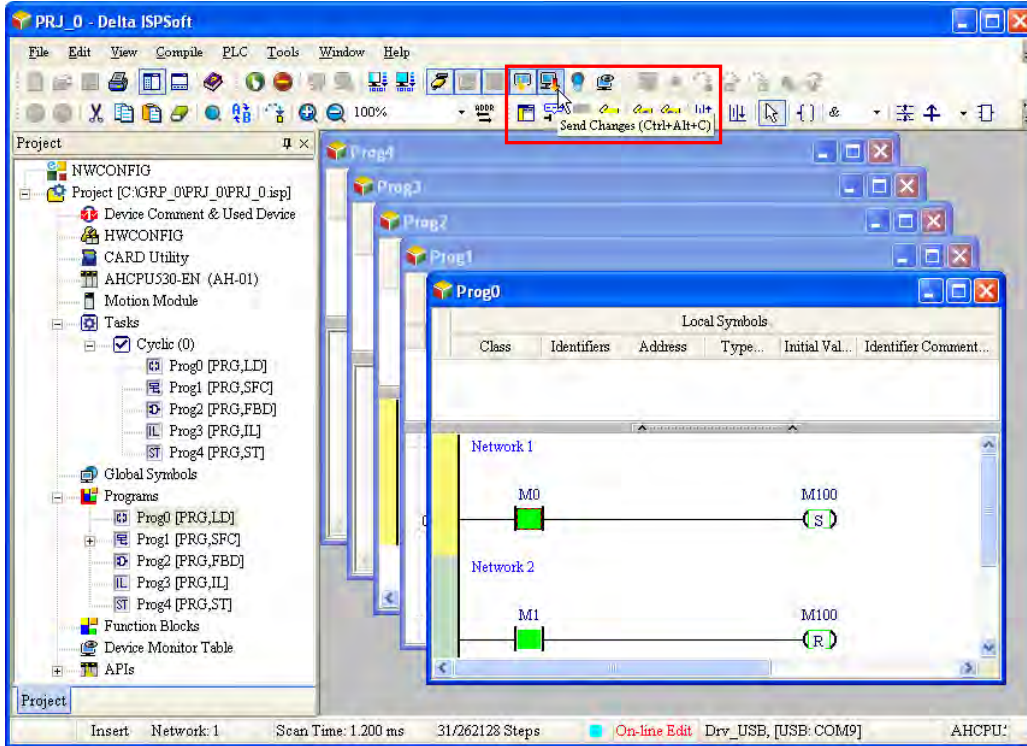 PRJ_0 - Delta ISPSoft
File Edit View Compile PLC Tools Window Help
100%
ADDR
Send Changes (Ctrl+Alt+C)
Project
NWCONFIG
Project [C:\GRP_0\PRJ_0\PRJ_0.isp]
Device Comment & Used Device
HWCONFIG
CARD Utility
AHCPU530-EN (AH-01)
Motion Module
Tasks
Cyclic (0)
Prog0 [PRG,LD]
Prog1 [PRG,SFC]
Prog2 [PRG,FBD]
Prog3 [PRG,IL]
Prog4 [PRG,ST]
Global Symbols
Programs
Prog0 [PRG,LD]
Prog1 [PRG,SFC]
Prog2 [PRG,FBD]
Prog3 [PRG,IL]
Prog4 [PRG,ST]
Function Blocks
Device Monitor Table
APIs
Project
Prog4
Prog3
Prog2
Prog1
Prog0
Local Symbols
Class Identifiers Address Type... Initial Val... Identifier Comment...
Network 1
M0 M100
S
Network 2
M1 M100
R
Insert Network: 1 Scan Time: 1.200 ms 31/262128 Steps On-line Edit Drv_USB, [USB: COM9] AHCPU